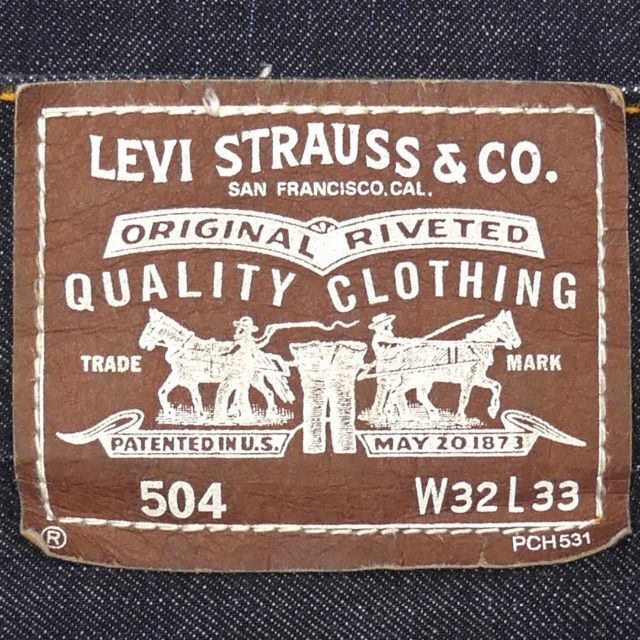 LEVI STRAUSS & CO.
SAN FRANCISCO, CAL.
ORIGINAL RIVETED
QUALITY CLOTHING
TRADE MARK
PATENTED IN U.S. MAY 20 1873
504 W32 L33
® PCH531